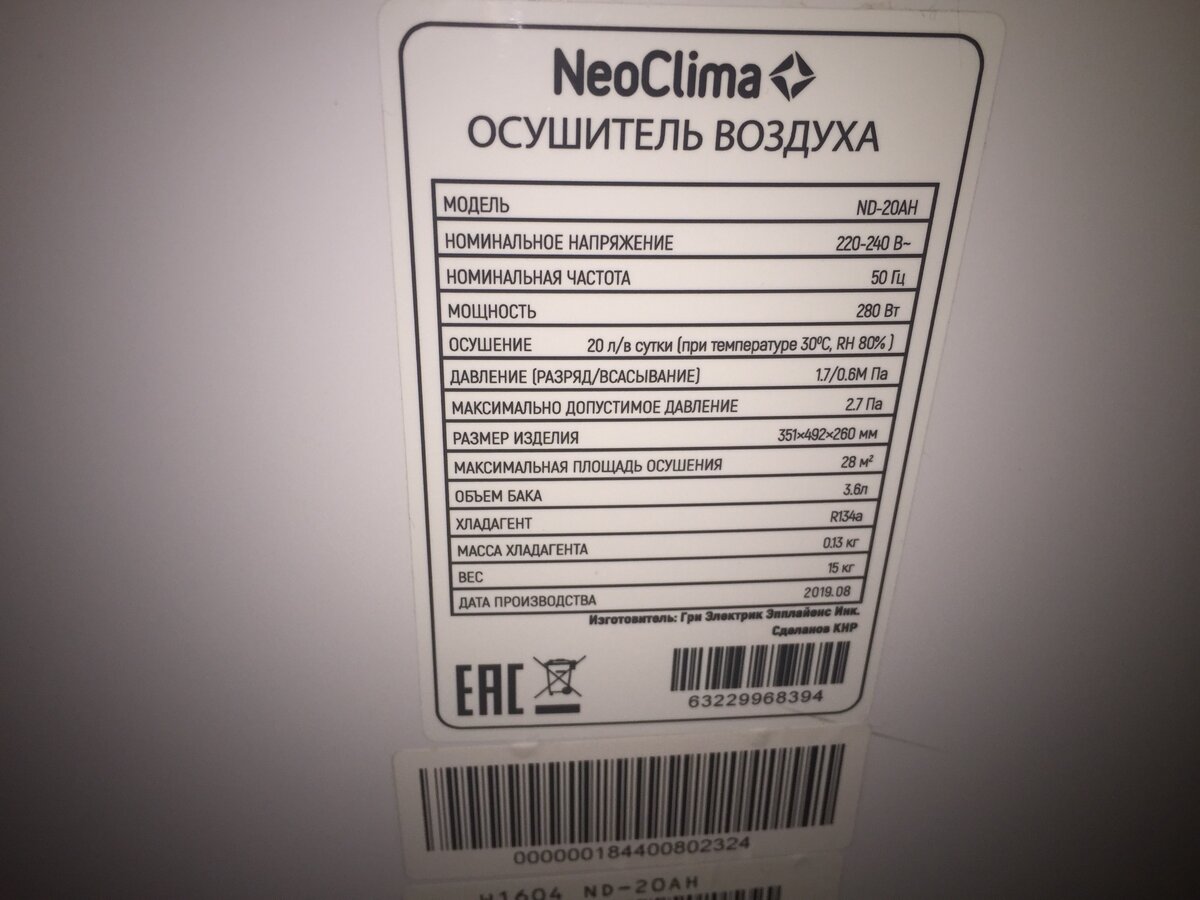 NeoClima
ОСУШИТЕЛЬ ВОЗДУХА
МОДЕЛЬ ND-20AH
НОМИНАЛЬНОЕ НАПРЯЖЕНИЕ 220-240 В~
НОМИНАЛЬНАЯ ЧАСТОТА 50 Гц
МОЩНОСТЬ 280 Вт
ОСУШЕНИЕ 20 л/в сутки (при температуре 30⁰С, RH 80% )
ДАВЛЕНИЕ (РАЗРЯД/ВСАСЫВАНИЕ) 1.7/0.6М Па
МАКСИМАЛЬНО ДОПУСТИМОЕ ДАВЛЕНИЕ 2.7 Па
РАЗМЕР ИЗДЕЛИЯ 351×492×260 мм
МАКСИМАЛЬНАЯ ПЛОЩАДЬ ОСУШЕНИЯ 28 м²
ОБЪЕМ БАКА 3.6л
ХЛАДАГЕНТ R134a
МАССА ХЛАДАГЕНТА 0.13 кг
ВЕС 15 кг
ДАТА ПРОИЗВОДСТВА 2019.08
Изготовитель: Гри Электрик Эпплайенс Инк.
Сделанов КНР
EAC
63229968394
000000184400802324
H1604 ND-20AH